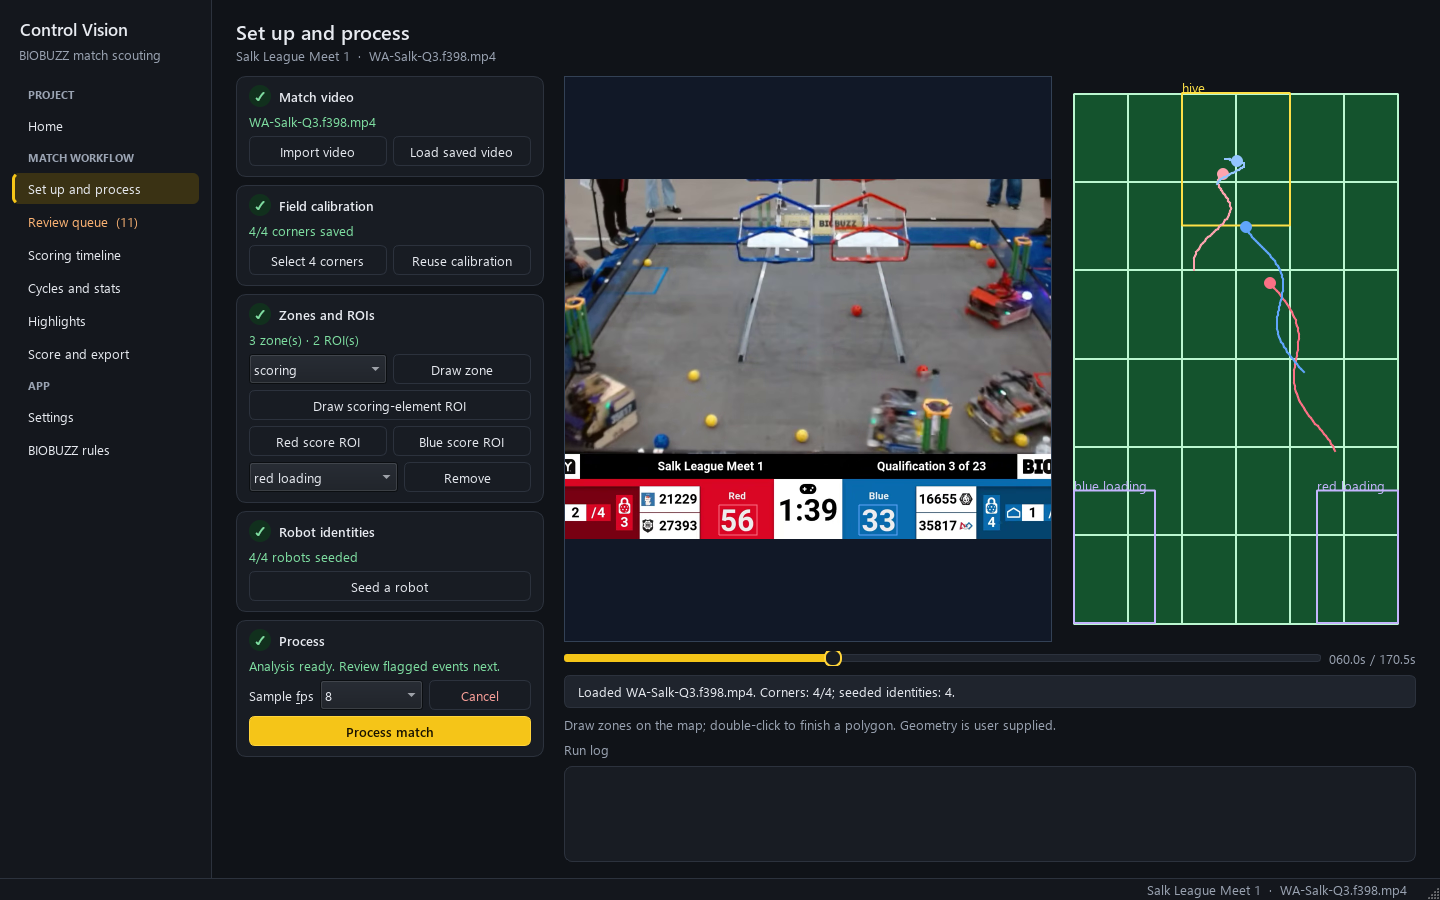 Control Vision
BIOBUZZ match scouting
PROJECT
Home
MATCH WORKFLOW
Set up and process
Review queue (11)
Scoring timeline
Cycles and stats
Highlights
Score and export
APP
Settings
BIOBUZZ rules
Set up and process
Salk League Meet 1 · WA-Salk-Q3.f398.mp4
✓ Match video
WA-Salk-Q3.f398.mp4
Import video
Load saved video
✓ Field calibration
4/4 corners saved
Select 4 corners
Reuse calibration
✓ Zones and ROIs
3 zone(s) · 2 ROI(s)
scoring
Draw zone
Draw scoring-element ROI
Red score ROI
Blue score ROI
red loading
Remove
✓ Robot identities
4/4 robots seeded
Seed a robot
✓ Process
Analysis ready. Review flagged events next.
Sample fps 8
Cancel
Process match
BIOBUZZ
Salk League Meet 1
Qualification 3 of 23
BIO
2 /4
3
21229
27393
Red
56
1:39
Blue
33
16655
35817
4
1
hive
blue loading
red loading
060.0s / 170.5s
Loaded WA-Salk-Q3.f398.mp4. Corners: 4/4; seeded identities: 4.
Draw zones on the map; double-click to finish a polygon. Geometry is user supplied.
Run log
Salk League Meet 1 · WA-Salk-Q3.f398.mp4